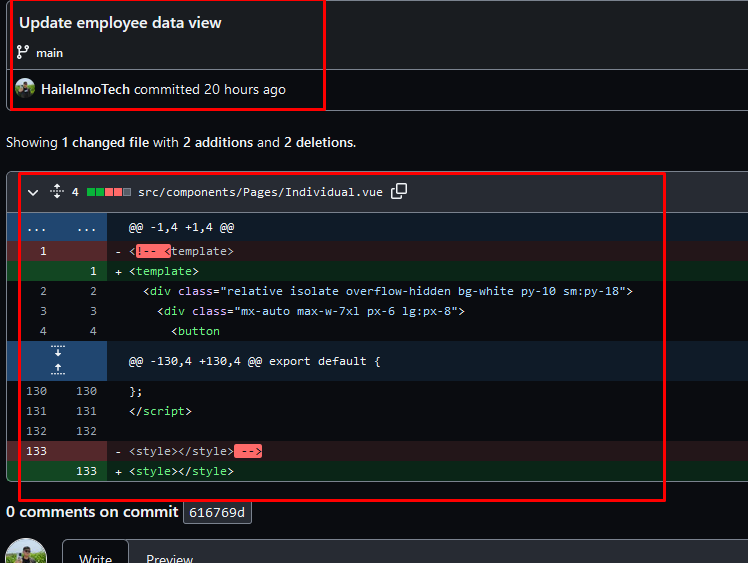 Update employee data view
main
HaileInnoTech committed 20 hours ago
Showing 1 changed file with 2 additions and 2 deletions.
4 src/components/Pages/Individual.vue
... ... @@ -1,4 +1,4 @@
1 - <!-- <template>
1 + <template>
2 2 <div class="relative isolate overflow-hidden bg-white py-10 sm:py-18">
3 3 <div class="mx-auto max-w-7xl px-6 lg:px-8">
4 4 <button
@@ -130,4 +130,4 @@ export default {
130 130 };
131 131 </script>
132 132
133 - <style></style> -->
133 + <style></style>
0 comments on commit 616769d
Write Preview